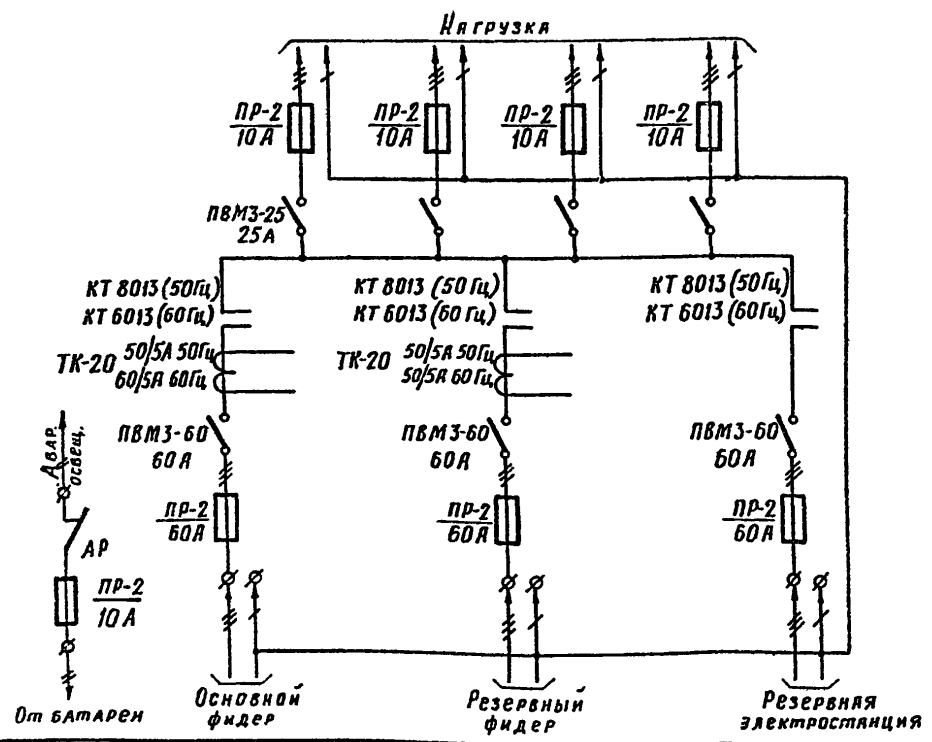 Нагрузка
ПР-2
10А
ПР-2
10А
ПР-2
10А
ПР-2
10А
ПВМЗ-25
25А
КТ 8013 (50Гц)
КТ 6013 (60Гц)
КТ 8013 (50Гц)
КТ 6013 (60Гц)
КТ 8013 (50Гц)
КТ 6013 (60Гц)
ТК-20
50/5А 50Гц
60/5А 60Гц
ТК-20
50/5А 50Гц
50/5А 60Гц
ПВМЗ-60
60А
ПВМЗ-60
60А
ПВМЗ-60
60А
Авар.
освещ.
АР
ПР-2
10А
ПР-2
60А
ПР-2
60А
ПР-2
60А
От батареи
Основной
фидер
Резервный
фидер
Резервная
электростанция